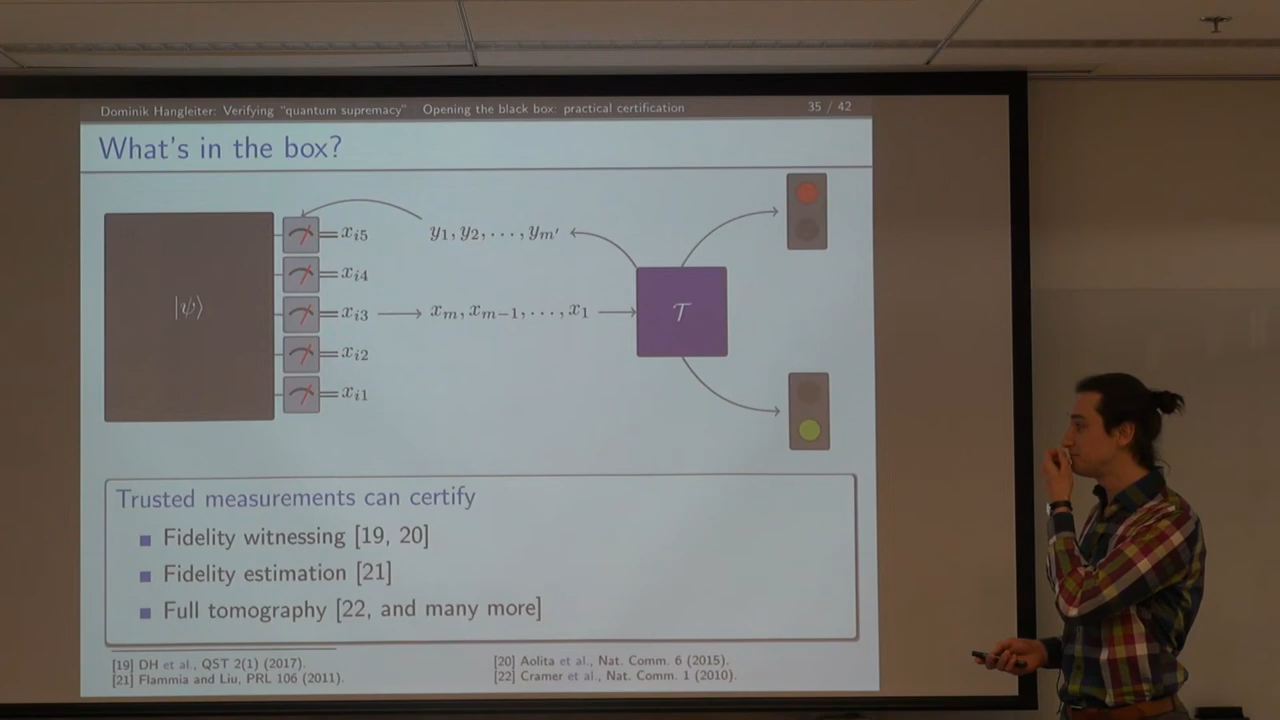 Dominik Hangleiter: Verifying "quantum supremacy" Opening the black box: practical certification 35 / 42
What's in the box?
|ψ⟩
x_{i5}
y_1, y_2, ..., y_{m'}
x_{i4}
x_{i3} x_m, x_{m-1}, ..., x_1 𝒯
x_{i2}
x_{i1}
Trusted measurements can certify
Fidelity witnessing [19, 20]
Fidelity estimation [21]
Full tomography [22, and many more]
[19] DH et al., QST 2(1) (2017).
[20] Aolita et al., Nat. Comm. 6 (2015).
[21] Flammia and Liu, PRL 106 (2011).
[22] Cramer et al., Nat. Comm. 1 (2010).